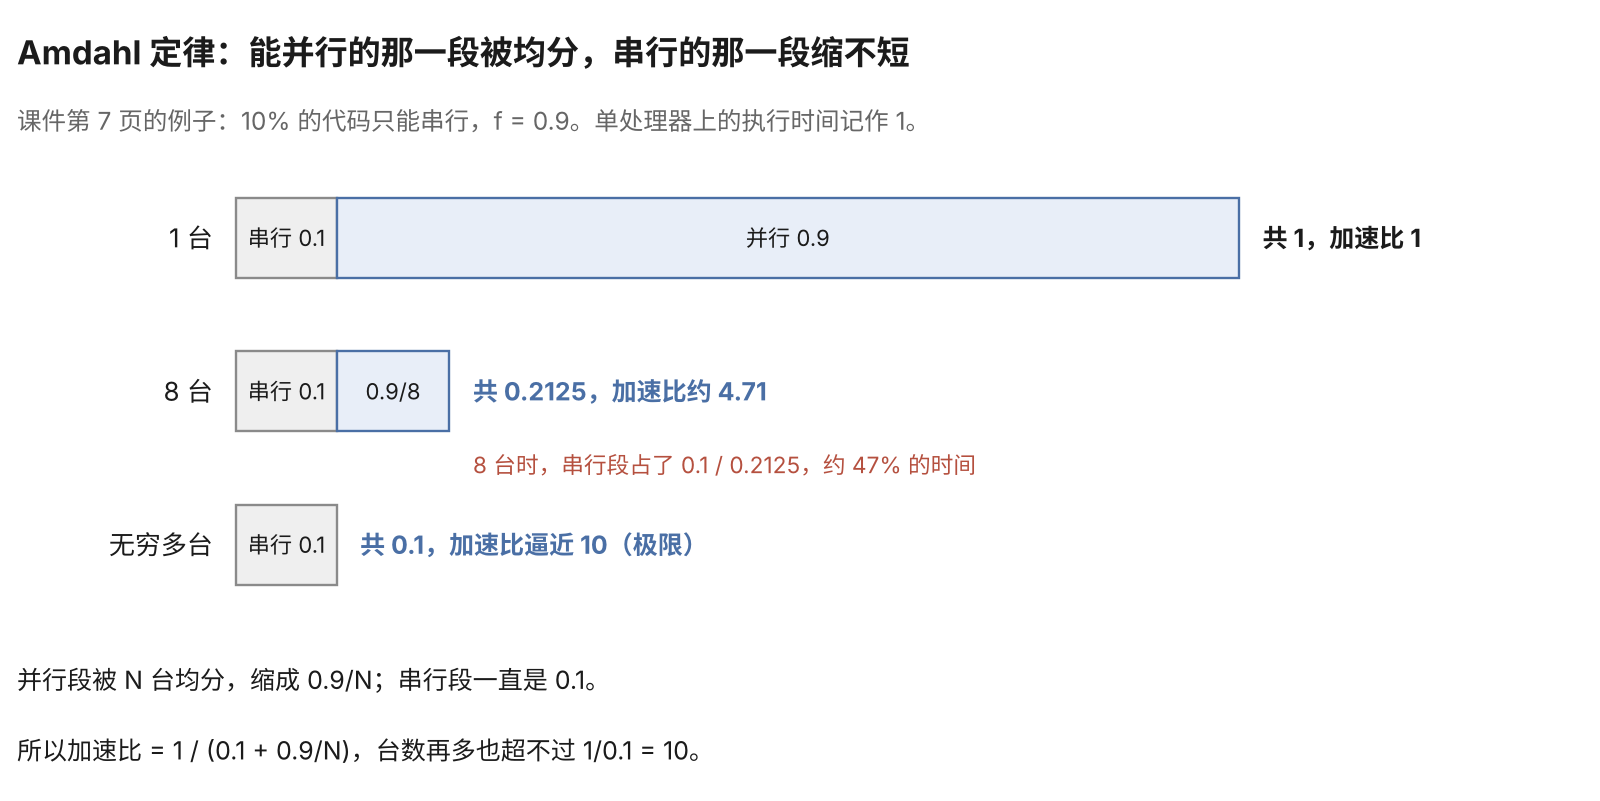 Amdahl 定律：能并行的那一段被均分，串行的那一段缩不短
课件第 7 页的例子：10% 的代码只能串行，f = 0.9。单处理器上的执行时间记作 1。
1 台
串行 0.1
并行 0.9
共 1，加速比 1
8 台
串行 0.1
0.9/8
共 0.2125，加速比约 4.71
8 台时，串行段占了 0.1 / 0.2125，约 47% 的时间
无穷多台
串行 0.1
共 0.1，加速比逼近 10（极限）
并行段被 N 台均分，缩成 0.9/N；串行段一直是 0.1。
所以加速比 = 1 / (0.1 + 0.9/N)，台数再多也超不过 1/0.1 = 10。